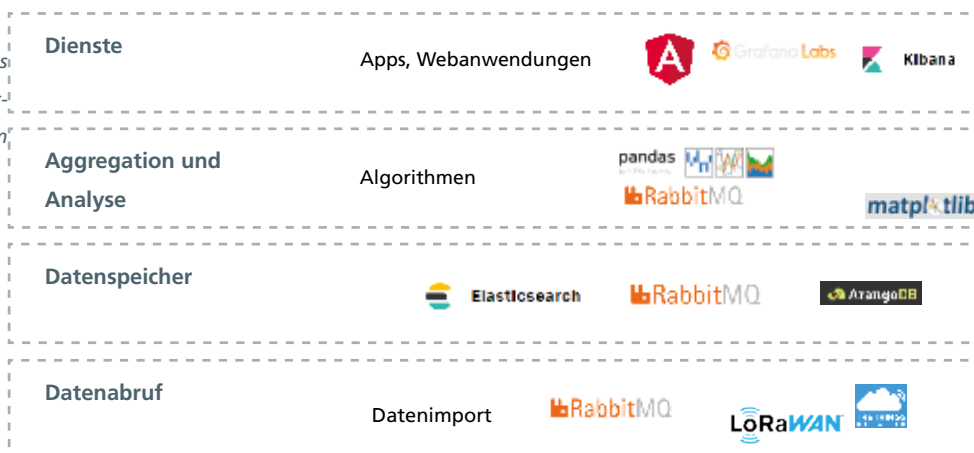 Dienste
Apps, Webanwendungen
Grafana Labs
Kibana
s
-
n
Aggregation und
Analyse
Algorithmen
pandas
RabbitMQ
matplotlib
Datenspeicher
Elasticsearch
RabbitMQ
ArangoDB
Datenabruf
Datenimport
RabbitMQ
LoRaWAN